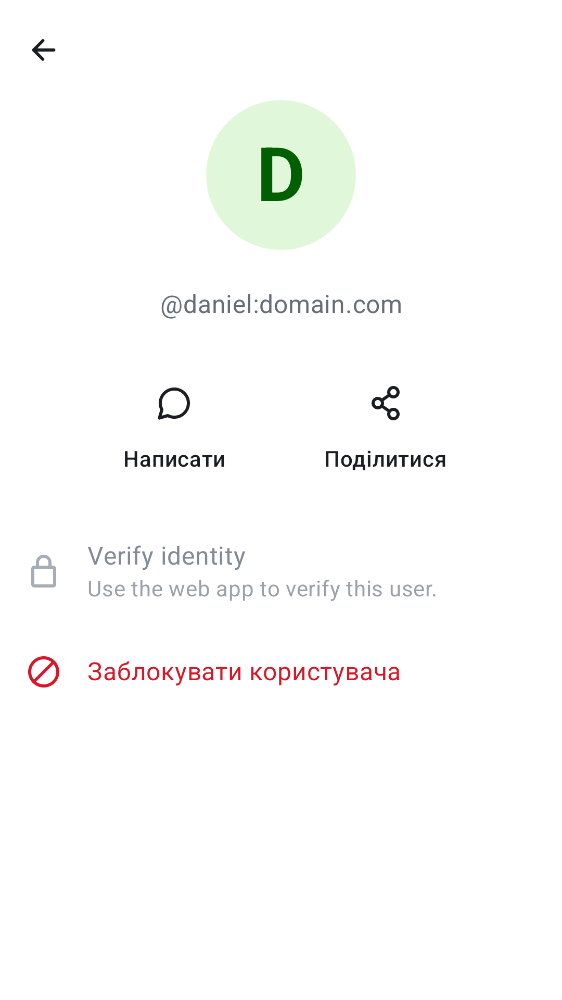 D
@daniel:domain.com
Написати
Поділитися
Verify identity
Use the web app to verify this user.
Заблокувати користувача